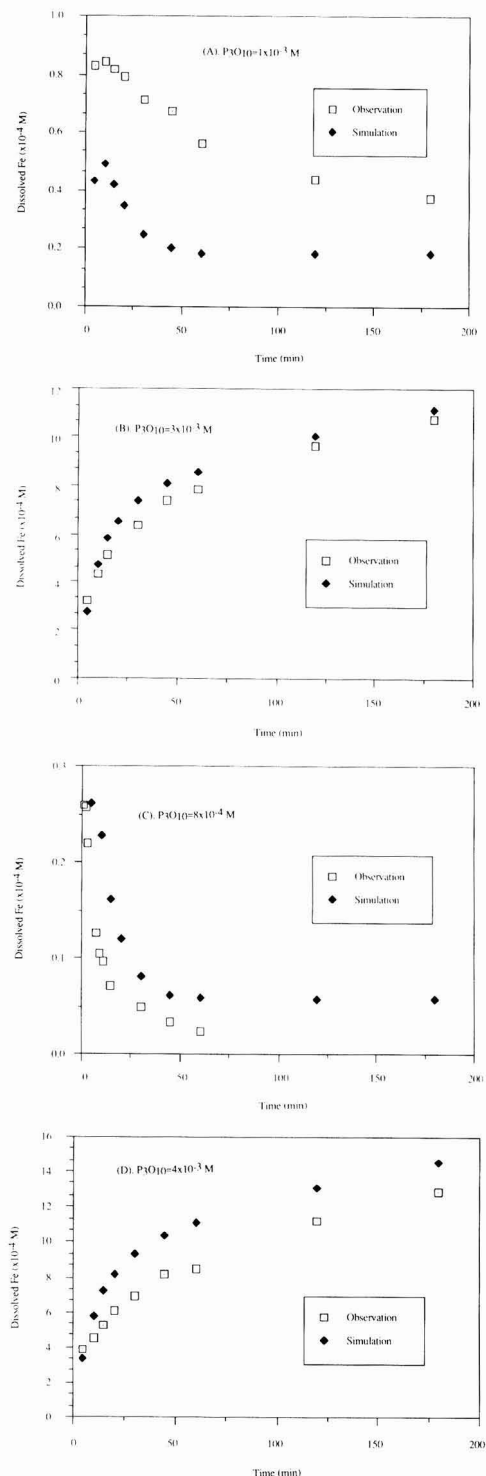 1.0
(A). P3O10=1x10-3 M
0.8
Observation
Simulation
0.6
0.4
0.2
0.0
Dissolved Fe (x10-4 M)
0 50 100 150 200
Time (min)
12
(B). P3O10=3x10-3 M
10
8
Observation
Simulation
6
4
2
0
Dissolved Fe (x10-4 M)
0 50 100 150 200
Time (min)
0.3
(C). P3O10=8x10-4 M
0.2
Observation
Simulation
0.1
0.0
Dissolved Fe (x10-4 M)
0 50 100 150 200
Time (min)
16
(D). P3O10=4x10-3 M
14
12
10
8
Observation
Simulation
6
4
2
0
Dissolved Fe (x10-4 M)
0 50 100 150 200
Time (min)